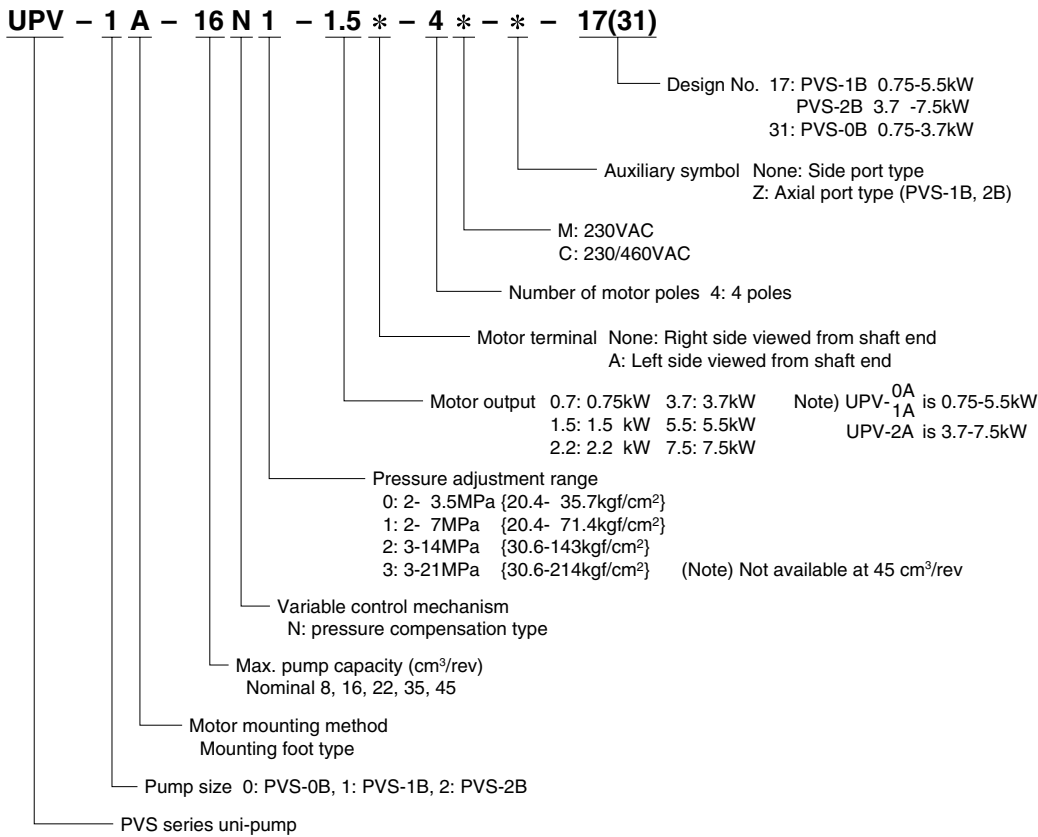 UPV – 1 A – 16 N 1 – 1.5 * – 4 * – * – 17(31)
Design No. 17: PVS-1B 0.75-5.5kW
PVS-2B 3.7 -7.5kW
31: PVS-0B 0.75-3.7kW
Auxiliary symbol None: Side port type
Z: Axial port type (PVS-1B, 2B)
M: 230VAC
C: 230/460VAC
Number of motor poles 4: 4 poles
Motor terminal None: Right side viewed from shaft end
A: Left side viewed from shaft end
Motor output 0.7: 0.75kW 3.7: 3.7kW Note) UPV-0A 1A is 0.75-5.5kW
1.5: 1.5 kW 5.5: 5.5kW UPV-2A is 3.7-7.5kW
2.2: 2.2 kW 7.5: 7.5kW
Pressure adjustment range
0: 2- 3.5MPa {20.4- 35.7kgf/cm²}
1: 2- 7MPa {20.4- 71.4kgf/cm²}
2: 3-14MPa {30.6-143kgf/cm²}
3: 3-21MPa {30.6-214kgf/cm²} (Note) Not available at 45 cm³/rev
Variable control mechanism
N: pressure compensation type
Max. pump capacity (cm³/rev)
Nominal 8, 16, 22, 35, 45
Motor mounting method
Mounting foot type
Pump size 0: PVS-0B, 1: PVS-1B, 2: PVS-2B
PVS series uni-pump